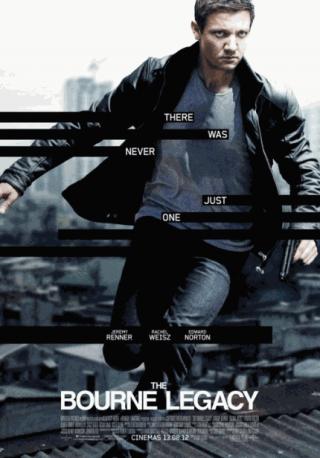 THERE
WAS
NEVER
JUST
ONE
JEREMY RENNER RACHEL WEISZ EDWARD NORTON
THE
BOURNE LEGACY
CINEMAS 13.08.12